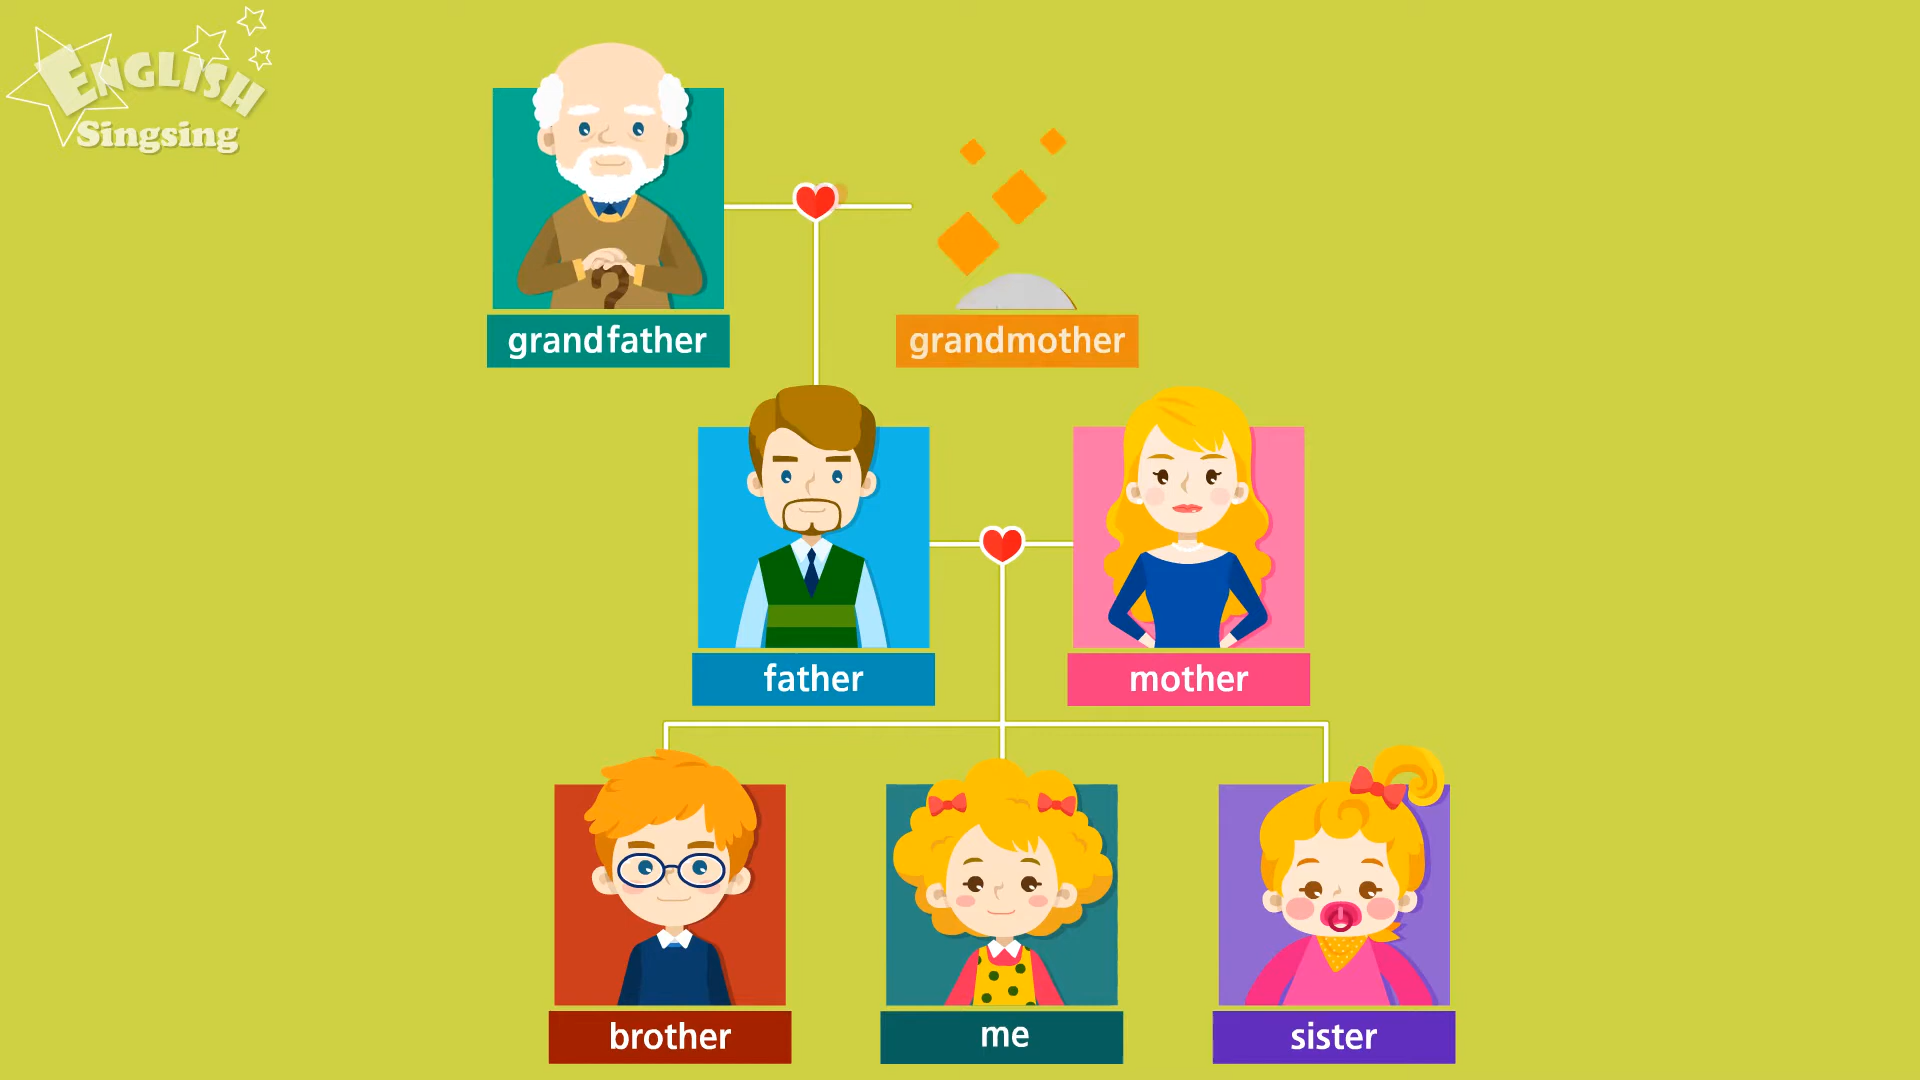 ENGLISH
Singsing
grandfather
grandmother
father
mother
brother
me
sister